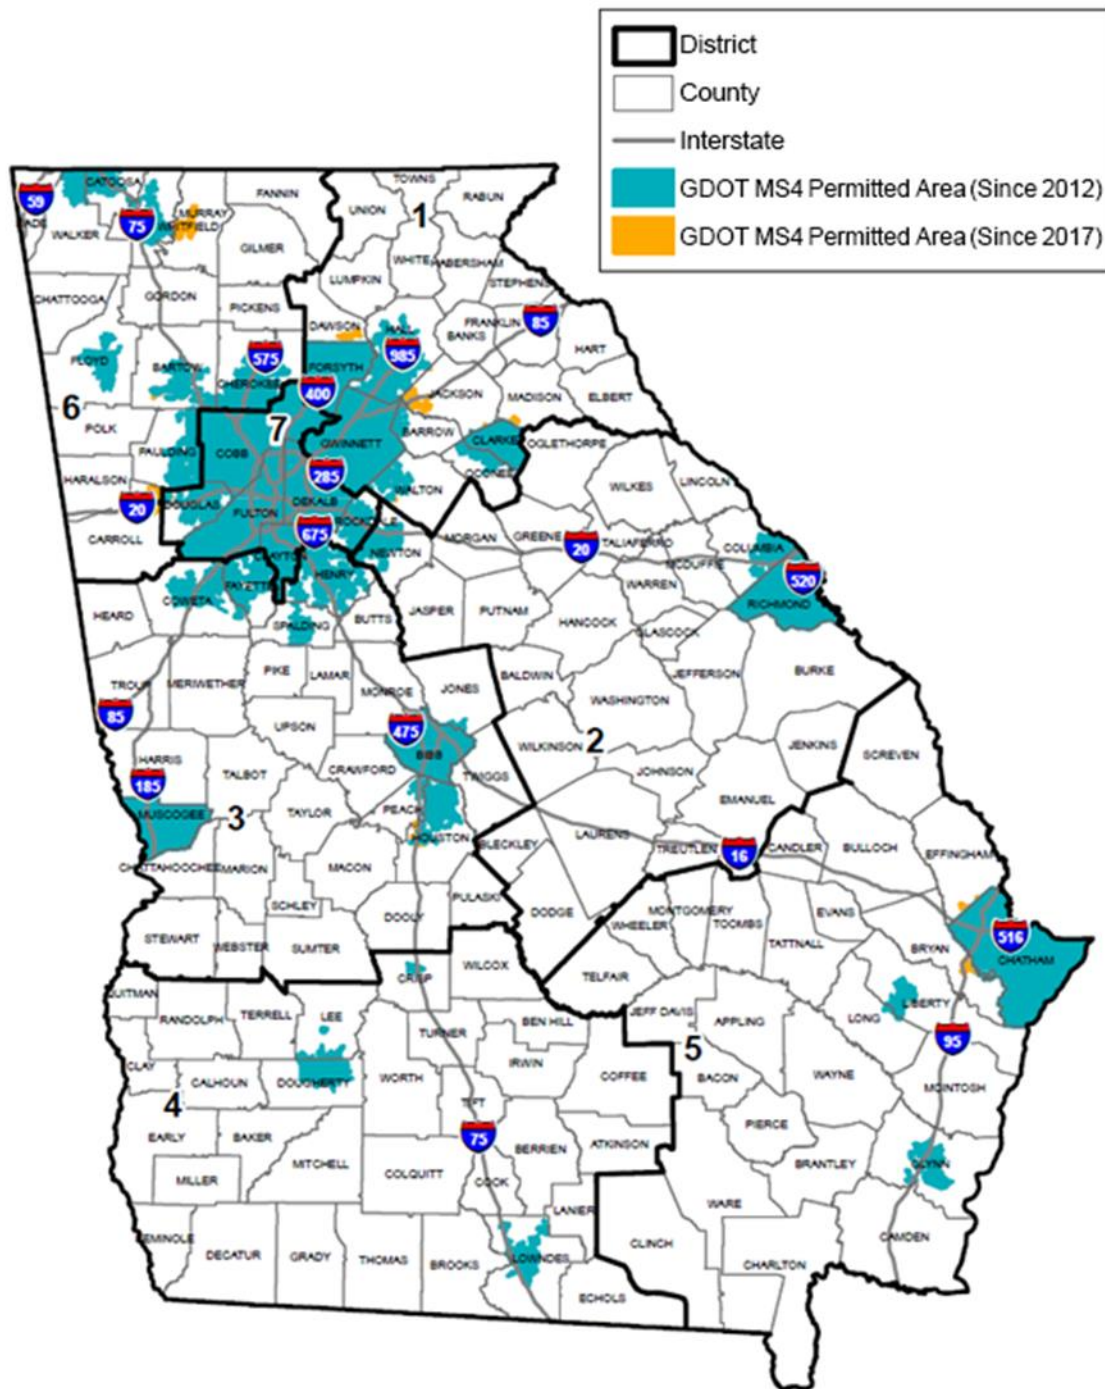 District
County
Interstate
GDOT MS4 Permitted Area (Since 2012)
GDOT MS4 Permitted Area (Since 2017)
TOWNS
CATOOSA
FANNIN
RABUN
59
UNION
1
MURRAY
75
WHITFIELD
WALKER
GILMER
WHITE
HABERSHAM
LUMPKIN
STEPHENS
CHATTOOGA
GORDON
PICKENS
DAWSON
HALL
FRANKLIN
85
BANKS
HART
FLOYD
BARTOW
575
985
FORSYTH
CHEROKEE
400
JACKSON
MADISON
ELBERT
6
POLK
7
BARROW
CLARKE
OGLETHORPE
PAULDING
COBB
GWINNETT
OCONEE
HARALSON
285
WALTON
WILKES
LINCOLN
20
DOUGLAS
FULTON
DEKALB
ROCKDALE
CARROLL
675
NEWTON
MORGAN
GREENE
20
TALIAFERRO
COLUMBIA
MCDUFFIE
CLAYTON
HENRY
FAYETTE
WARREN
520
RICHMOND
HEARD
COWETA
SPALDING
BUTTS
JASPER
PUTNAM
HANCOCK
GLASCOCK
TROUP
MERIWETHER
PIKE
LAMAR
MONROE
JONES
BALDWIN
JEFFERSON
BURKE
WASHINGTON
85
UPSON
475
HARRIS
BIBB
WILKINSON
2
JENKINS
SCREVEN
185
TALBOT
CRAWFORD
TWIGGS
JOHNSON
MUSCOGEE
3
TAYLOR
PEACH
EMANUEL
HOUSTON
BLECKLEY
LAURENS
TREUTLEN
16
CANDLER
BULLOCH
EFFINGHAM
CHATTAHOOCHEE
MARION
MACON
SCHLEY
DOOLY
PULASKI
DODGE
WHEELER
MONTGOMERY
TOOMBS
EVANS
STEWART
WEBSTER
SUMTER
TATTNALL
BRYAN
516
CHATHAM
CRISP
WILCOX
TELFAIR
QUITMAN
RANDOLPH
TERRELL
LEE
TURNER
BEN HILL
JEFF DAVIS
APPLING
LONG
LIBERTY
95
CLAY
CALHOUN
DOUGHERTY
WORTH
IRWIN
COFFEE
5
BACON
WAYNE
MCINTOSH
4
TIFT
EARLY
BAKER
75
PIERCE
MITCHELL
BERRIEN
ATKINSON
MILLER
COLQUITT
COOK
BRANTLEY
GLYNN
LANIER
WARE
DECATUR
GRADY
THOMAS
BROOKS
LOWNDES
CLINCH
CAMDEN
CHARLTON
ECHOLS